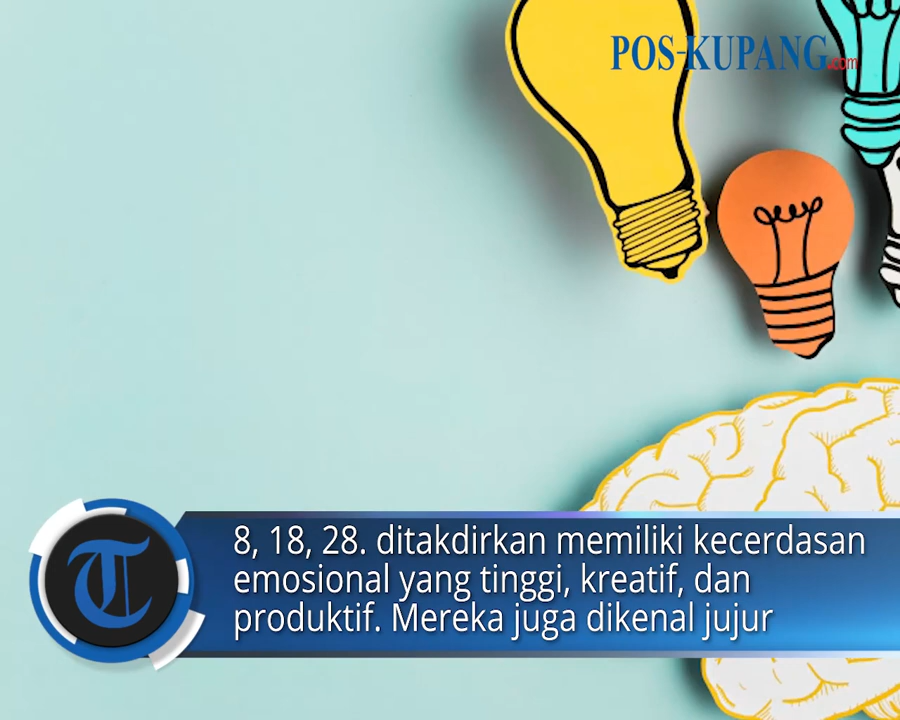 POS-KUPANG.com
8, 18, 28. ditakdirkan memiliki kecerdasan
emosional yang tinggi, kreatif, dan
produktif. Mereka juga dikenal jujur
T